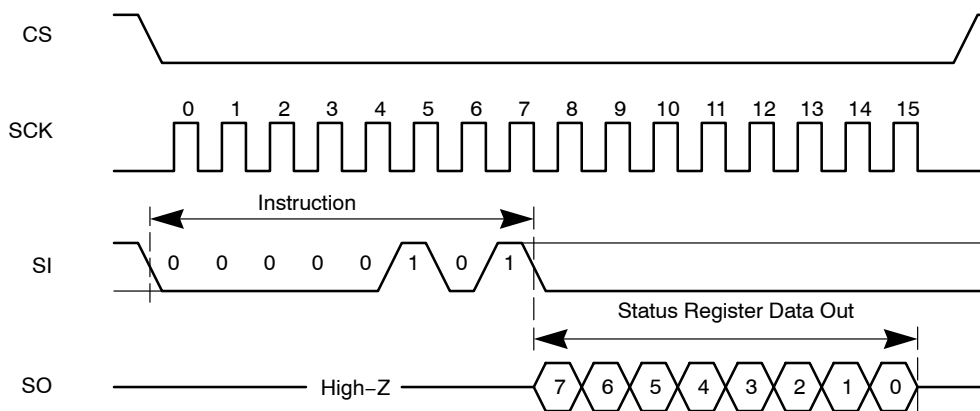 CS
0 1 2 3 4 5 6 7 8 9 10 11 12 13 14 15
SCK
Instruction
SI
0 0 0 0 0 1 0 1
Status Register Data Out
SO
High−Z
7 6 5 4 3 2 1 0